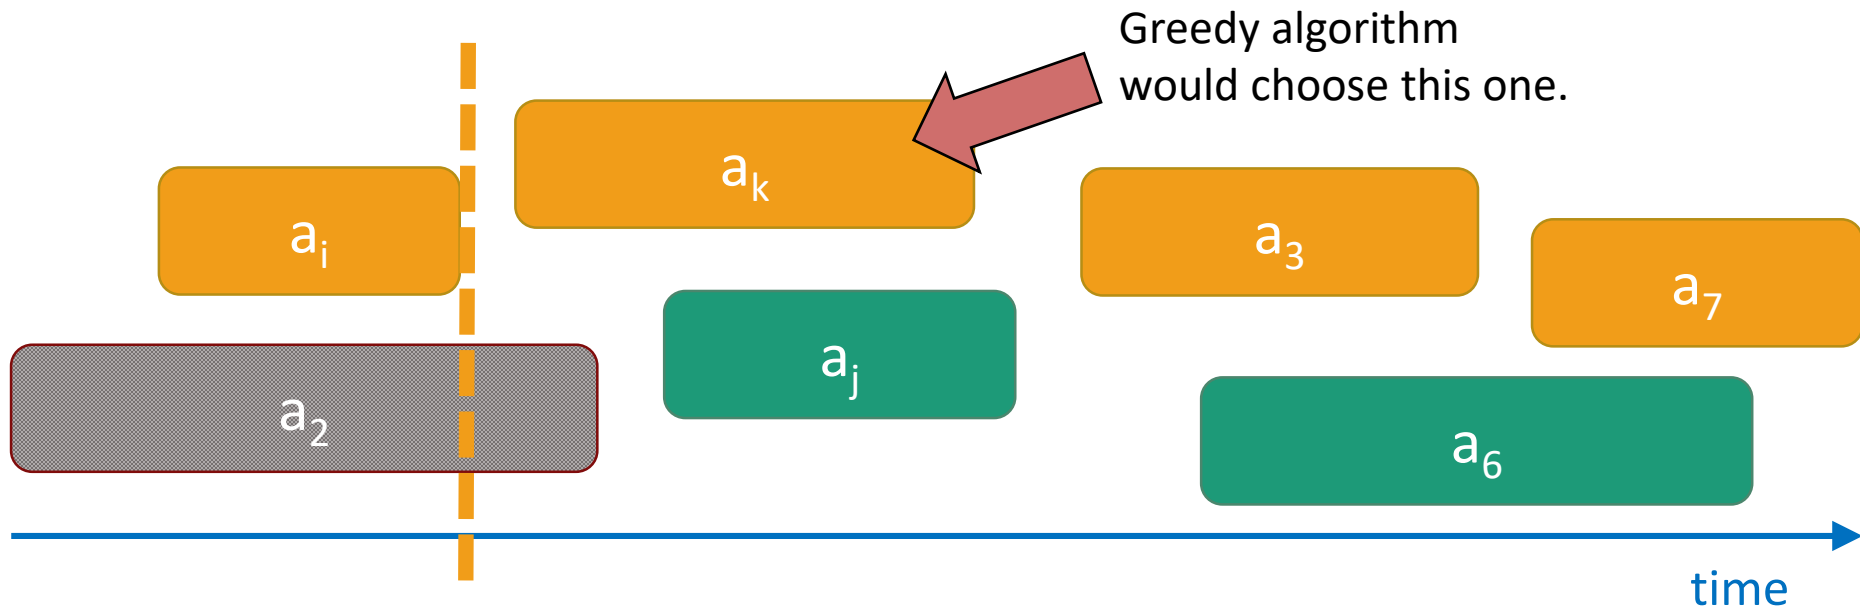 Greedy algorithm
would choose this one.
aₖ
aᵢ
a₃
a₇
a₂
aⱼ
a₆
time